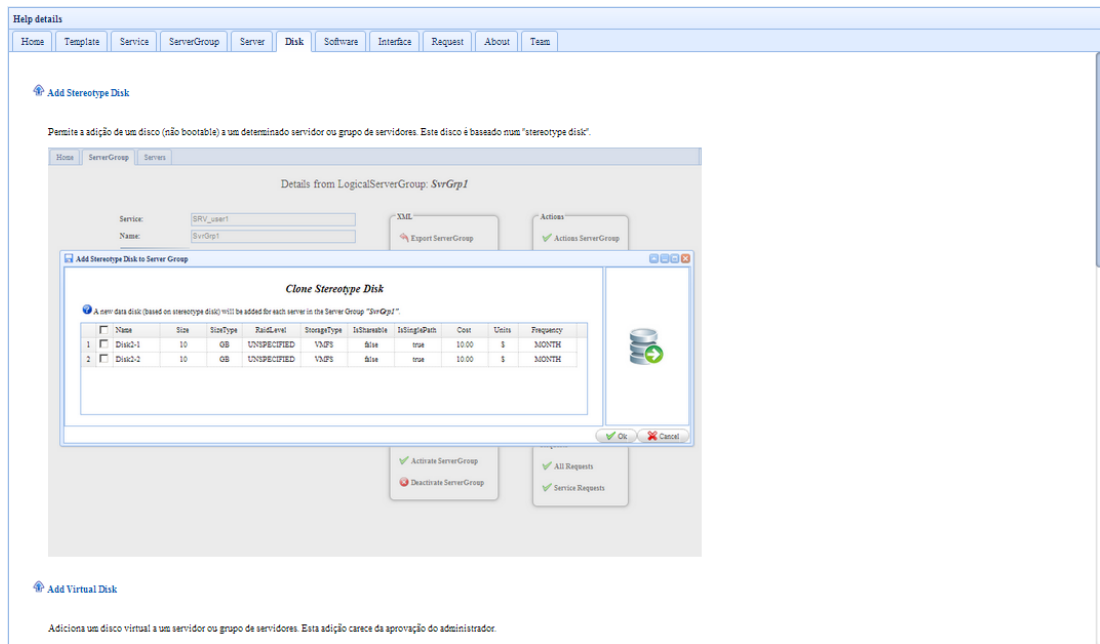 Help details
Home Template Service ServerGroup Server Disk Software Interface Request About Team
Add Stereotype Disk
Permite a adição de um disco (não bootable) a um determinado servidor ou grupo de servidores. Este disco é baseado num "stereotype disk".
Home ServerGroup Servers
Details from LogicalServerGroup: SvrGrp1
Service: SRV_user1
Name: SvrGrp1
XML
Export ServerGroup
Actions
Actions ServerGroup
Add Stereotype Disk to Server Group
Clone Stereotype Disk
A new data disk (based on stereotype disk) will be added for each server in the Server Group "SvrGrp1".
Name Size SizeType RaidLevel StorageType IsShareable IsSinglePath Cost Units Frequency
1 Disk2-1 10 GB UNSPECIFIED VMFS false true 10.00 $ MONTH
2 Disk2-2 10 GB UNSPECIFIED VMFS false true 10.00 $ MONTH
Ok Cancel
Activate ServerGroup
Deactivate ServerGroup
All Requests
Service Requests
Add Virtual Disk
Adiciona um disco virtual a um servidor ou grupo de servidores. Esta adição carece da aprovação do administrador.